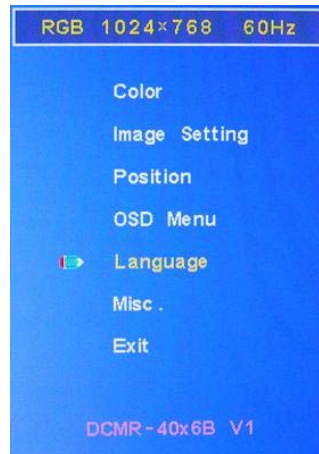 RGB 1024×768 60Hz
Color
Image Setting
Position
OSD Menu
Language
Misc.
Exit
DCMR-40x6B V1